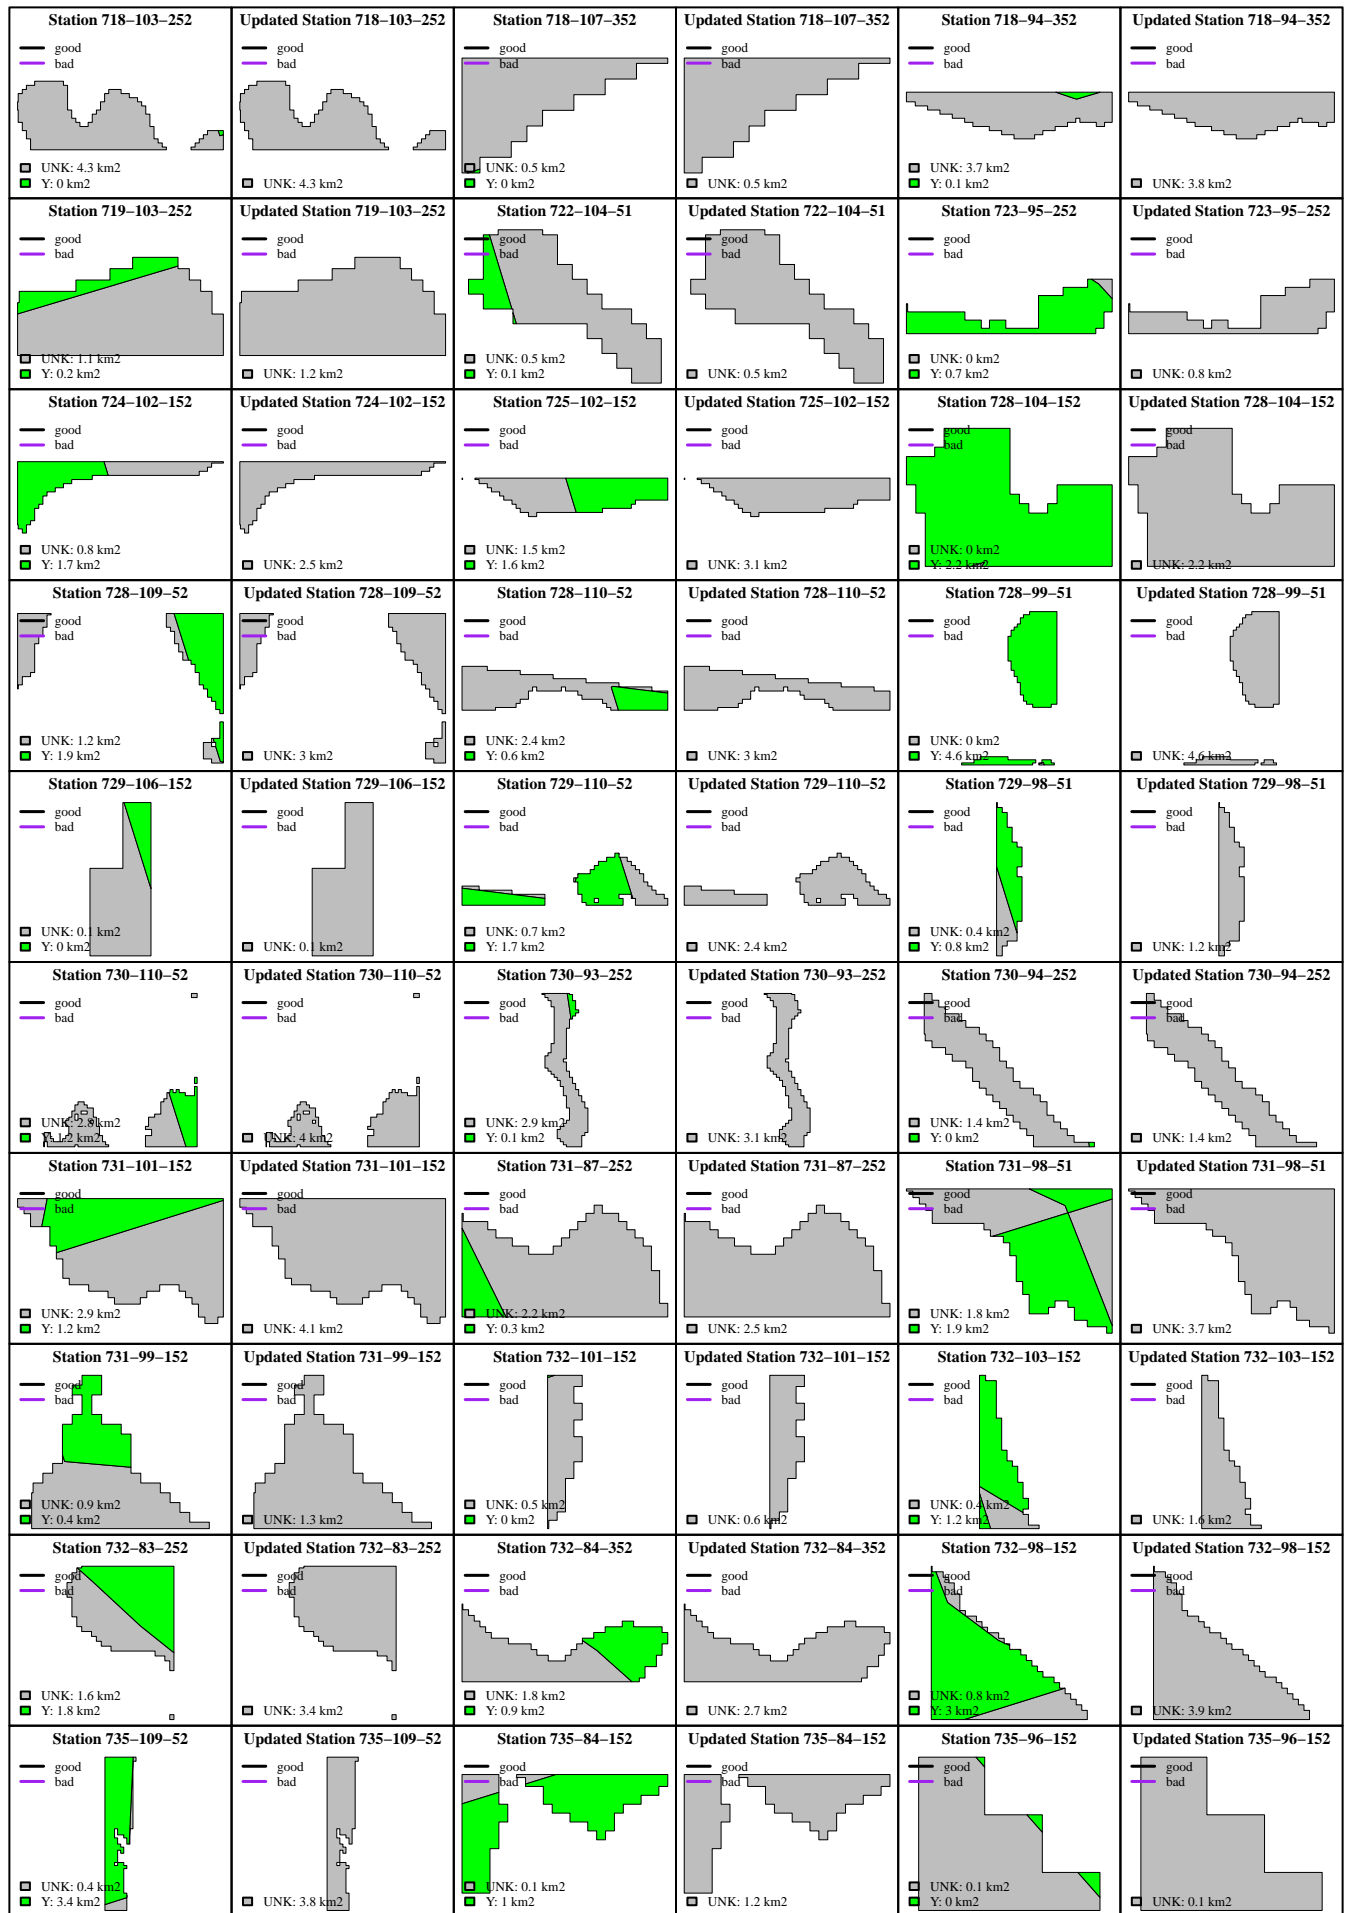 Station 718−103−252
good
bad
UNK: 4.3 km2
Y: 0 km2
Updated Station 718−103−252
good
bad
UNK: 4.3 km2
Station 718−107−352
good
bad
UNK: 0.5 km2
Y: 0 km2
Updated Station 718−107−352
good
bad
UNK: 0.5 km2
Station 718−94−352
good
bad
UNK: 3.7 km2
Y: 0.1 km2
Updated Station 718−94−352
good
bad
UNK: 3.8 km2
Station 719−103−252
good
bad
UNK: 1.1 km2
Y: 0.2 km2
Updated Station 719−103−252
good
bad
UNK: 1.2 km2
Station 722−104−51
good
bad
UNK: 0.5 km2
Y: 0.1 km2
Updated Station 722−104−51
good
bad
UNK: 0.5 km2
Station 723−95−252
good
bad
UNK: 0 km2
Y: 0.7 km2
Updated Station 723−95−252
good
bad
UNK: 0.8 km2
Station 724−102−152
good
bad
UNK: 0.8 km2
Y: 1.7 km2
Updated Station 724−102−152
good
bad
UNK: 2.5 km2
Station 725−102−152
good
bad
UNK: 1.5 km2
Y: 1.6 km2
Updated Station 725−102−152
good
bad
UNK: 3.1 km2
Station 728−104−152
good
bad
UNK: 0 km2
Y: 2.2 km2
Updated Station 728−104−152
good
bad
UNK: 2.2 km2
Station 728−109−52
good
bad
UNK: 1.2 km2
Y: 1.9 km2
Updated Station 728−109−52
good
bad
UNK: 3 km2
Station 728−110−52
good
bad
UNK: 2.4 km2
Y: 0.6 km2
Updated Station 728−110−52
good
bad
UNK: 3 km2
Station 728−99−51
good
bad
UNK: 0 km2
Y: 4.6 km2
Updated Station 728−99−51
good
bad
UNK: 4.6 km2
Station 729−106−152
good
bad
UNK: 0.1 km2
Y: 0 km2
Updated Station 729−106−152
good
bad
UNK: 0.1 km2
Station 729−110−52
good
bad
UNK: 0.7 km2
Y: 1.7 km2
Updated Station 729−110−52
good
bad
UNK: 2.4 km2
Station 729−98−51
good
bad
UNK: 0.4 km2
Y: 0.8 km2
Updated Station 729−98−51
good
bad
UNK: 1.2 km2
Station 730−110−52
good
bad
UNK: 2.8 km2
Y: 1.2 km2
Updated Station 730−110−52
good
bad
UNK: 4 km2
Station 730−93−252
good
bad
UNK: 2.9 km2
Y: 0.1 km2
Updated Station 730−93−252
good
bad
UNK: 3.1 km2
Station 730−94−252
good
bad
UNK: 1.4 km2
Y: 0 km2
Updated Station 730−94−252
good
bad
UNK: 1.4 km2
Station 731−101−152
good
bad
UNK: 2.9 km2
Y: 1.2 km2
Updated Station 731−101−152
good
bad
UNK: 4.1 km2
Station 731−87−252
good
bad
UNK: 2.2 km2
Y: 0.3 km2
Updated Station 731−87−252
good
bad
UNK: 2.5 km2
Station 731−98−51
good
bad
UNK: 1.8 km2
Y: 1.9 km2
Updated Station 731−98−51
good
bad
UNK: 3.7 km2
Station 731−99−152
good
bad
UNK: 0.9 km2
Y: 0.4 km2
Updated Station 731−99−152
good
bad
UNK: 1.3 km2
Station 732−101−152
good
bad
UNK: 0.5 km2
Y: 0 km2
Updated Station 732−101−152
good
bad
UNK: 0.6 km2
Station 732−103−152
good
bad
UNK: 0.4 km2
Y: 1.2 km2
Updated Station 732−103−152
good
bad
UNK: 1.6 km2
Station 732−83−252
good
bad
UNK: 1.6 km2
Y: 1.8 km2
Updated Station 732−83−252
good
bad
UNK: 3.4 km2
Station 732−84−352
good
bad
UNK: 1.8 km2
Y: 0.9 km2
Updated Station 732−84−352
good
bad
UNK: 2.7 km2
Station 732−98−152
good
bad
UNK: 0.8 km2
Y: 3 km2
Updated Station 732−98−152
good
bad
UNK: 3.9 km2
Station 735−109−52
good
bad
UNK: 0.4 km2
Y: 3.4 km2
Updated Station 735−109−52
good
bad
UNK: 3.8 km2
Station 735−84−152
good
bad
UNK: 0.1 km2
Y: 1 km2
Updated Station 735−84−152
good
bad
UNK: 1.2 km2
Station 735−96−152
good
bad
UNK: 0.1 km2
Y: 0 km2
Updated Station 735−96−152
good
bad
UNK: 0.1 km2